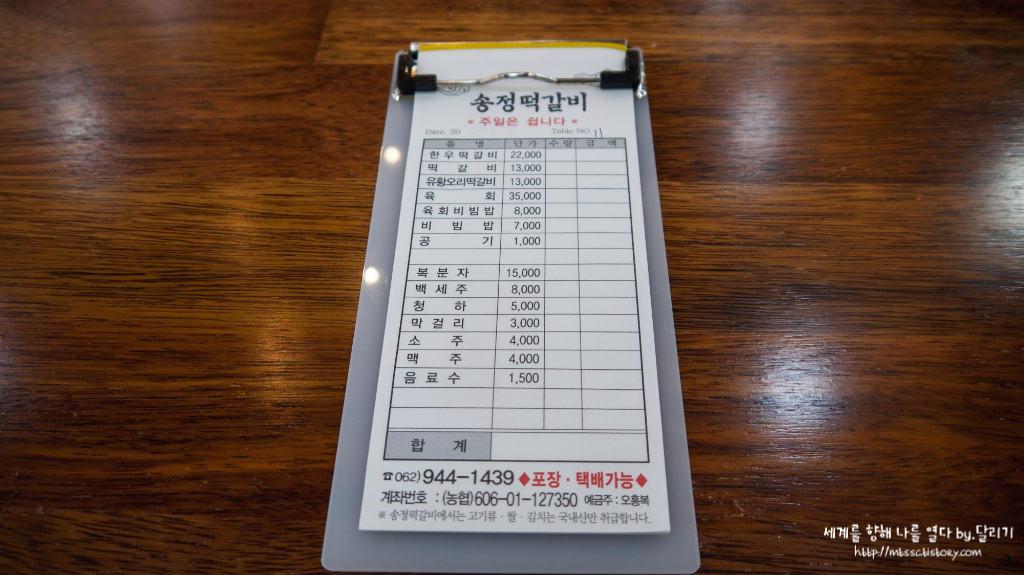 송정떡갈비
※ 주일은 쉽니다 ※
Date, 20 . . . Table NO. 11
품 명 단 가 수 량 금 액
한 우 떡 갈 비 22,000
떡 갈 비 13,000
유황오리떡갈비 13,000
육 회 35,000
육 회 비 빔 밥 8,000
비 빔 밥 7,000
공 기 1,000
복 분 자 15,000
백 세 주 8,000
청 하 5,000
막 걸 리 3,000
소 주 4,000
맥 주 4,000
음 료 수 1,500
합 계
☎062)944-1439 ◆포장·택배가능◆
계좌번호 : (농협)606-01-127350 예금주 : 오흥복
※ 송정떡갈비에서는 고기류·쌀·김치는 국내산만 취급합니다.
세계를 향해 나를 열다 by.달리기
http://mbsscti.tistory.com